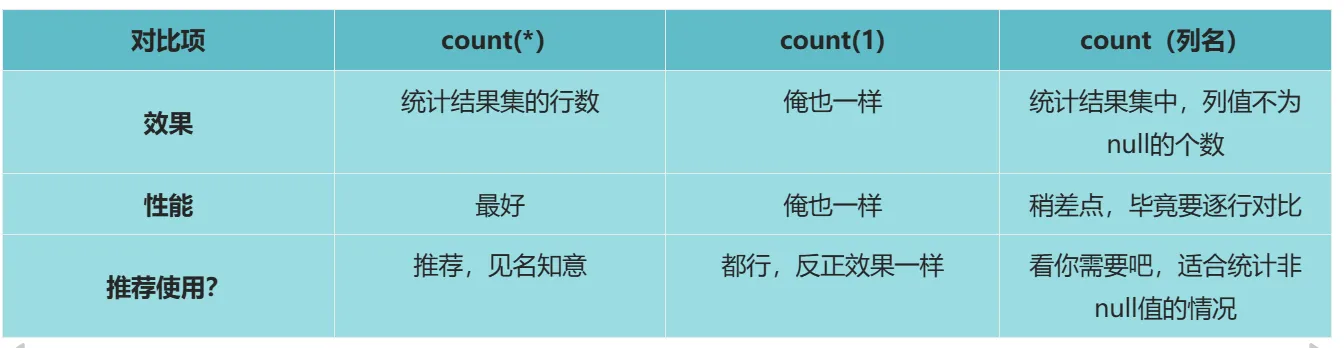 对比项 count(*) count(1) count（列名）
效果 统计结果集的行数 俺也一样 统计结果集中，列值不为
null的个数
性能 最好 俺也一样 稍差点，毕竟要逐行对比
推荐使用？ 推荐，见名知意 都行，反正效果一样 看你需要吧，适合统计非
null值的情况